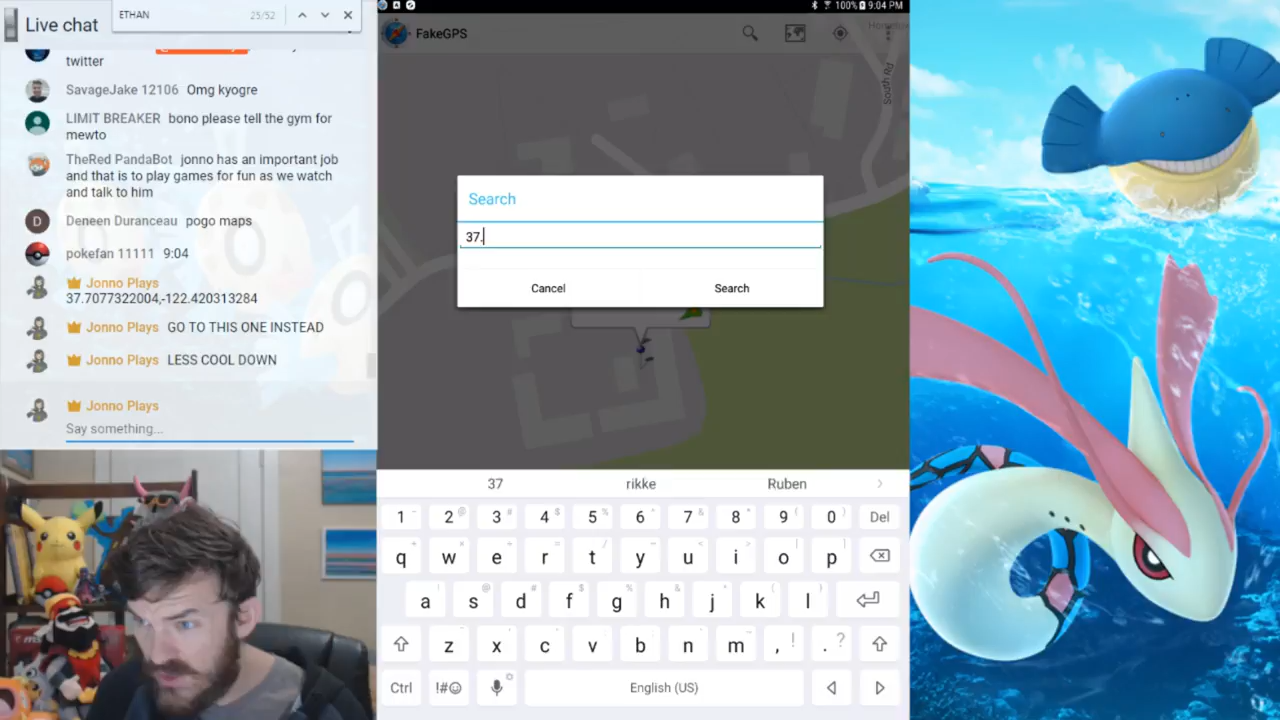 ETHAN 25/52
Live chat
twitter
SavageJake 12106 Omg kyogre
LIMIT BREAKER bono please tell the gym for
mewto
TheRed PandaBot jonno has an important job
and that is to play games for fun as we watch
and talk to him
D Deneen Duranceau pogo maps
pokefan 11111 9:04
Jonno Plays
37.7077322004,-122.420313284
Jonno Plays GO TO THIS ONE INSTEAD
Jonno Plays LESS COOL DOWN
Jonno Plays
Say something...
100% 9:04 PM
FakeGPS
South Rd
Search
37.
Cancel Search
37 rikke Ruben
1 2 3 4 5 6 7 8 9 0 Del
q w e r t y u i o p
a s d f g h j k l
z x c v b n m , ! . ?
Ctrl !#☺ English (US)